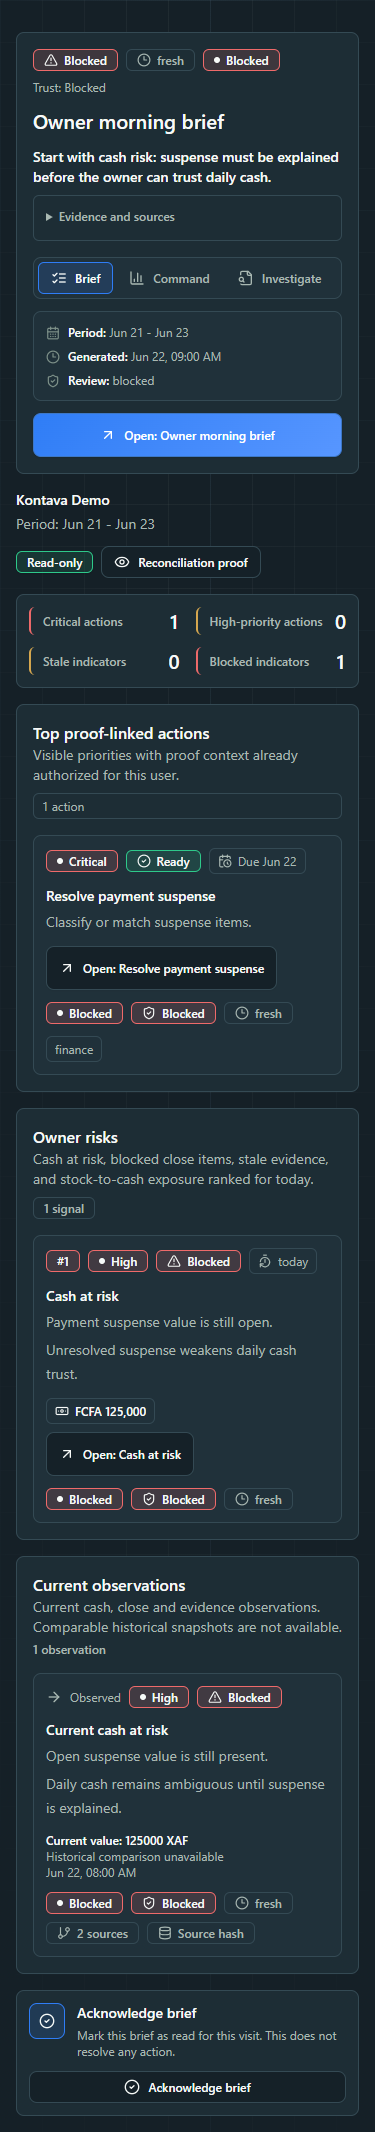 Blocked fresh Blocked
Trust: Blocked
Owner morning brief
Start with cash risk: suspense must be explained
before the owner can trust daily cash.
Evidence and sources
Brief Command Investigate
Period: Jun 21 - Jun 23
Generated: Jun 22, 09:00 AM
Review: blocked
Open: Owner morning brief
Kontava Demo
Period: Jun 21 - Jun 23
Read-only Reconciliation proof
Critical actions 1 High-priority actions 0
Stale indicators 0 Blocked indicators 1
Top proof-linked actions
Visible priorities with proof context already
authorized for this user.
1 action
Critical Ready Due Jun 22
Resolve payment suspense
Classify or match suspense items.
Open: Resolve payment suspense
Blocked Blocked fresh
finance
Owner risks
Cash at risk, blocked close items, stale evidence,
and stock-to-cash exposure ranked for today.
1 signal
#1 High Blocked today
Cash at risk
Payment suspense value is still open.
Unresolved suspense weakens daily cash
trust.
FCFA 125,000
Open: Cash at risk
Blocked Blocked fresh
Current observations
Current cash, close and evidence observations.
Comparable historical snapshots are not available.
1 observation
Observed High Blocked
Current cash at risk
Open suspense value is still present.
Daily cash remains ambiguous until suspense
is explained.
Current value: 125000 XAF
Historical comparison unavailable
Jun 22, 08:00 AM
Blocked Blocked fresh
2 sources Source hash
Acknowledge brief
Mark this brief as read for this visit. This does not
resolve any action.
Acknowledge brief